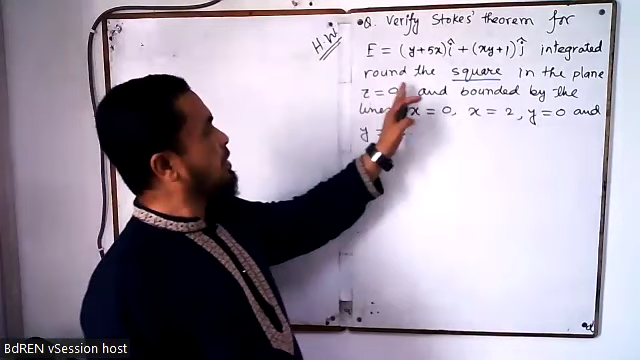 H.W
Q. Verify Stokes' theorem for
F = (y+5x)î + (xy+1)ĵ integrated
round the square in the plane
z = 0, and bounded by the
x = 0, x = 2, y = 0 and
y =
BdREN vSession host